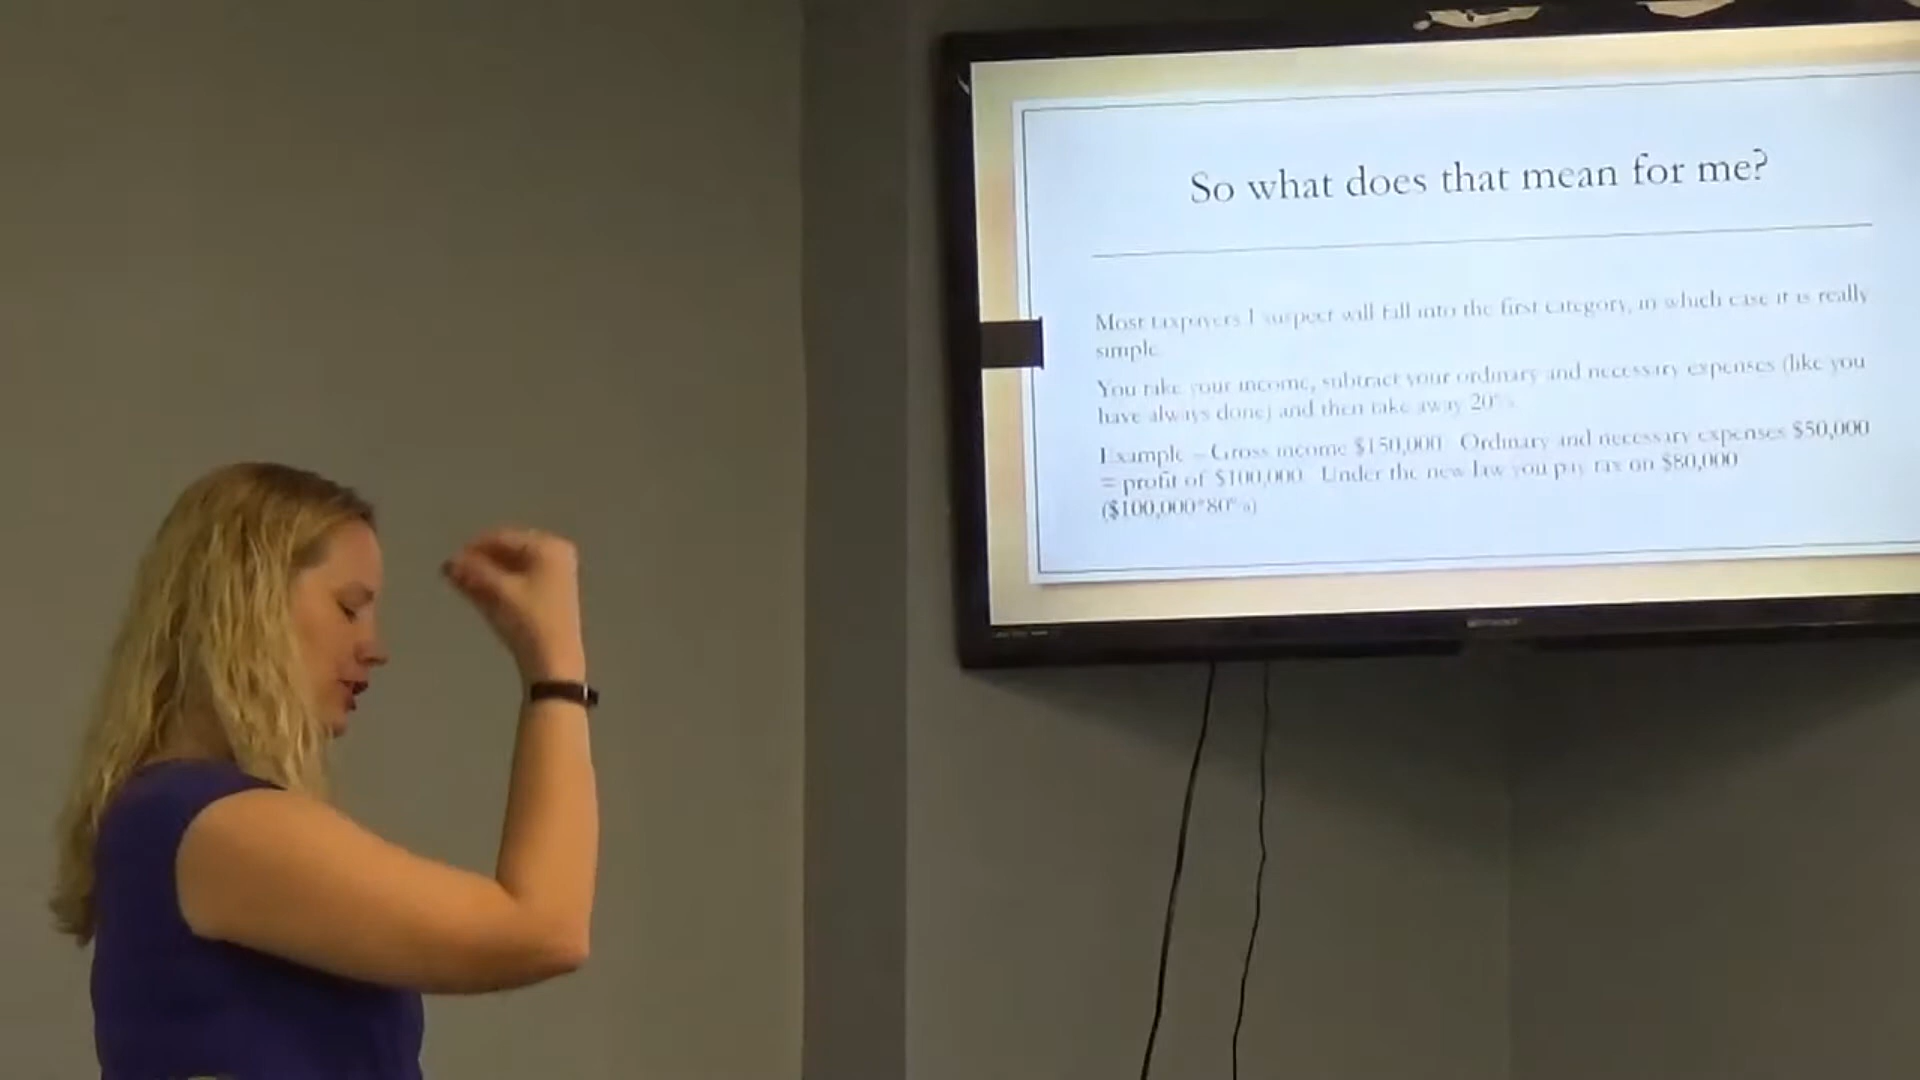 So what does that mean for me?
Most taxpayers I suspect will fall into the first category, in which case it is really
simple.
You take your income, subtract your ordinary and necessary expenses (like you
have always done) and then take away 20%.
Example – Gross income $150,000 Ordinary and necessary expenses $50,000
= profit of $100,000 Under the new law you pay tax on $80,000
($100,000*80%)